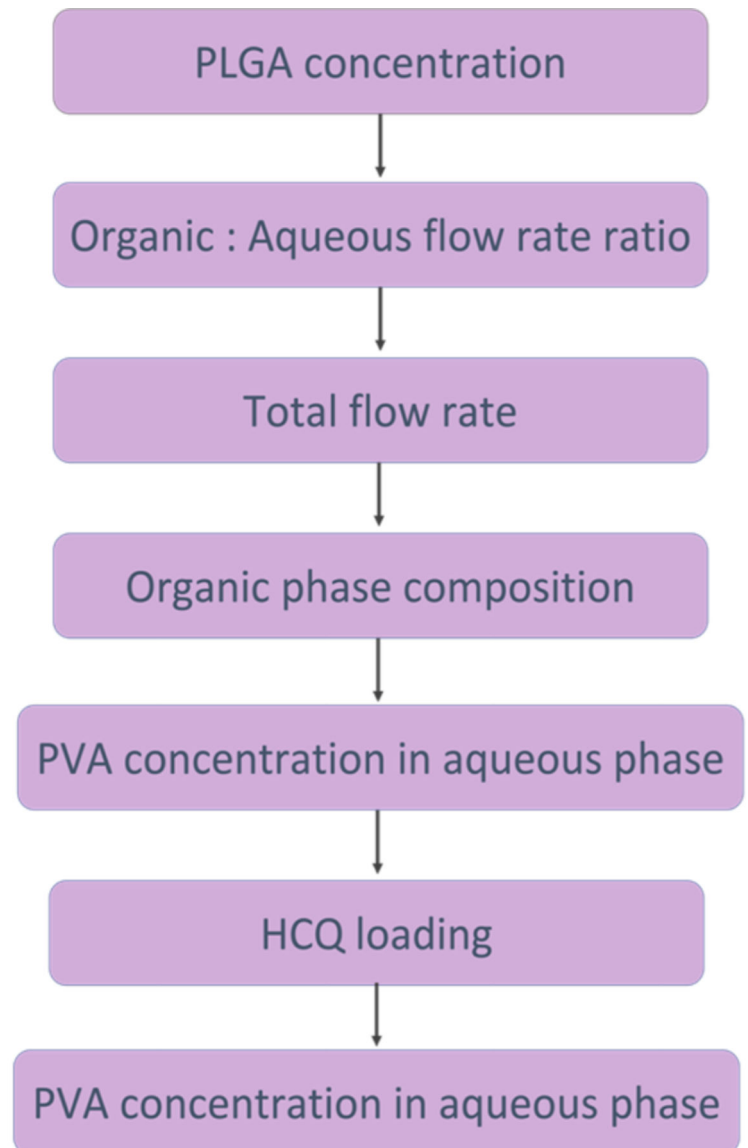 PLGA concentration
Organic : Aqueous flow rate ratio
Total flow rate
Organic phase composition
PVA concentration in aqueous phase
HCQ loading
PVA concentration in aqueous phase